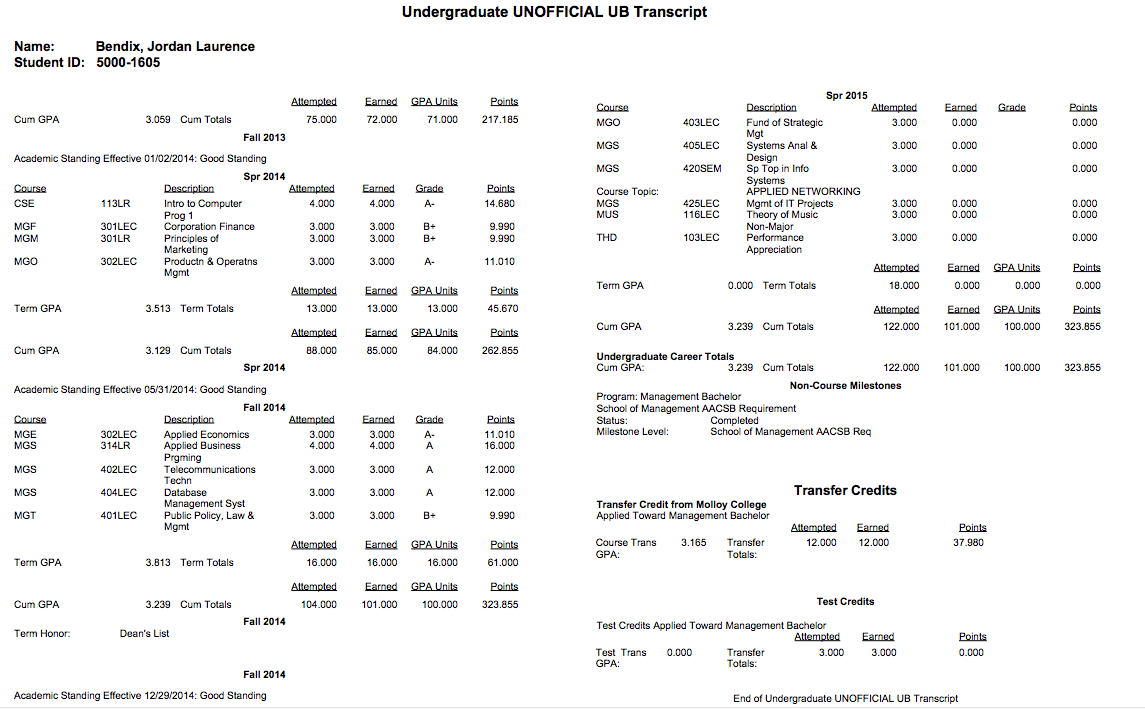 Undergraduate UNOFFICIAL UB Transcript
Name: Bendix, Jordan Laurence
Student ID: 5000-1605
Attempted Earned GPA Units Points
Cum GPA 3.059 Cum Totals 75.000 72.000 71.000 217.185
Fall 2013
Academic Standing Effective 01/02/2014: Good Standing
Spr 2014
Course Description Attempted Earned Grade Points
CSE 113LR Intro to Computer 4.000 4.000 A- 14.680
Prog 1
MGF 301LEC Corporation Finance 3.000 3.000 B+ 9.990
MGM 301LR Principles of 3.000 3.000 B+ 9.990
Marketing
MGO 302LEC Productn & Operatns 3.000 3.000 A- 11.010
Mgmt
Attempted Earned GPA Units Points
Term GPA 3.513 Term Totals 13.000 13.000 13.000 45.670
Attempted Earned GPA Units Points
Cum GPA 3.129 Cum Totals 88.000 85.000 84.000 262.855
Spr 2014
Academic Standing Effective 05/31/2014: Good Standing
Fall 2014
Course Description Attempted Earned Grade Points
MGE 302LEC Applied Economics 3.000 3.000 A- 11.010
MGS 314LR Applied Business 4.000 4.000 A 16.000
Prgming
MGS 402LEC Telecommunications 3.000 3.000 A 12.000
Techn
MGS 404LEC Database 3.000 3.000 A 12.000
Management Syst
MGT 401LEC Public Policy, Law & 3.000 3.000 B+ 9.990
Mgmt
Attempted Earned GPA Units Points
Term GPA 3.813 Term Totals 16.000 16.000 16.000 61.000
Attempted Earned GPA Units Points
Cum GPA 3.239 Cum Totals 104.000 101.000 100.000 323.855
Fall 2014
Term Honor: Dean's List
Fall 2014
Academic Standing Effective 12/29/2014: Good Standing
Spr 2015
Course Description Attempted Earned Grade Points
MGO 403LEC Fund of Strategic 3.000 0.000 0.000
Mgt
MGS 405LEC Systems Anal & 3.000 0.000 0.000
Design
MGS 420SEM Sp Top in Info 3.000 0.000 0.000
Systems
Course Topic: APPLIED NETWORKING
MGS 425LEC Mgmt of IT Projects 3.000 0.000 0.000
MUS 116LEC Theory of Music 3.000 0.000 0.000
Non-Major
THD 103LEC Performance 3.000 0.000 0.000
Appreciation
Attempted Earned GPA Units Points
Term GPA 0.000 Term Totals 18.000 0.000 0.000 0.000
Attempted Earned GPA Units Points
Cum GPA 3.239 Cum Totals 122.000 101.000 100.000 323.855
Undergraduate Career Totals
Cum GPA: 3.239 Cum Totals 122.000 101.000 100.000 323.855
Non-Course Milestones
Program: Management Bachelor
School of Management AACSB Requirement
Status: Completed
Milestone Level: School of Management AACSB Req
Transfer Credits
Transfer Credit from Molloy College
Applied Toward Management Bachelor
Attempted Earned Points
Course Trans 3.165 Transfer 12.000 12.000 37.980
GPA: Totals:
Test Credits
Test Credits Applied Toward Management Bachelor
Attempted Earned Points
Test Trans 0.000 Transfer 3.000 3.000 0.000
GPA: Totals:
End of Undergraduate UNOFFICIAL UB Transcript